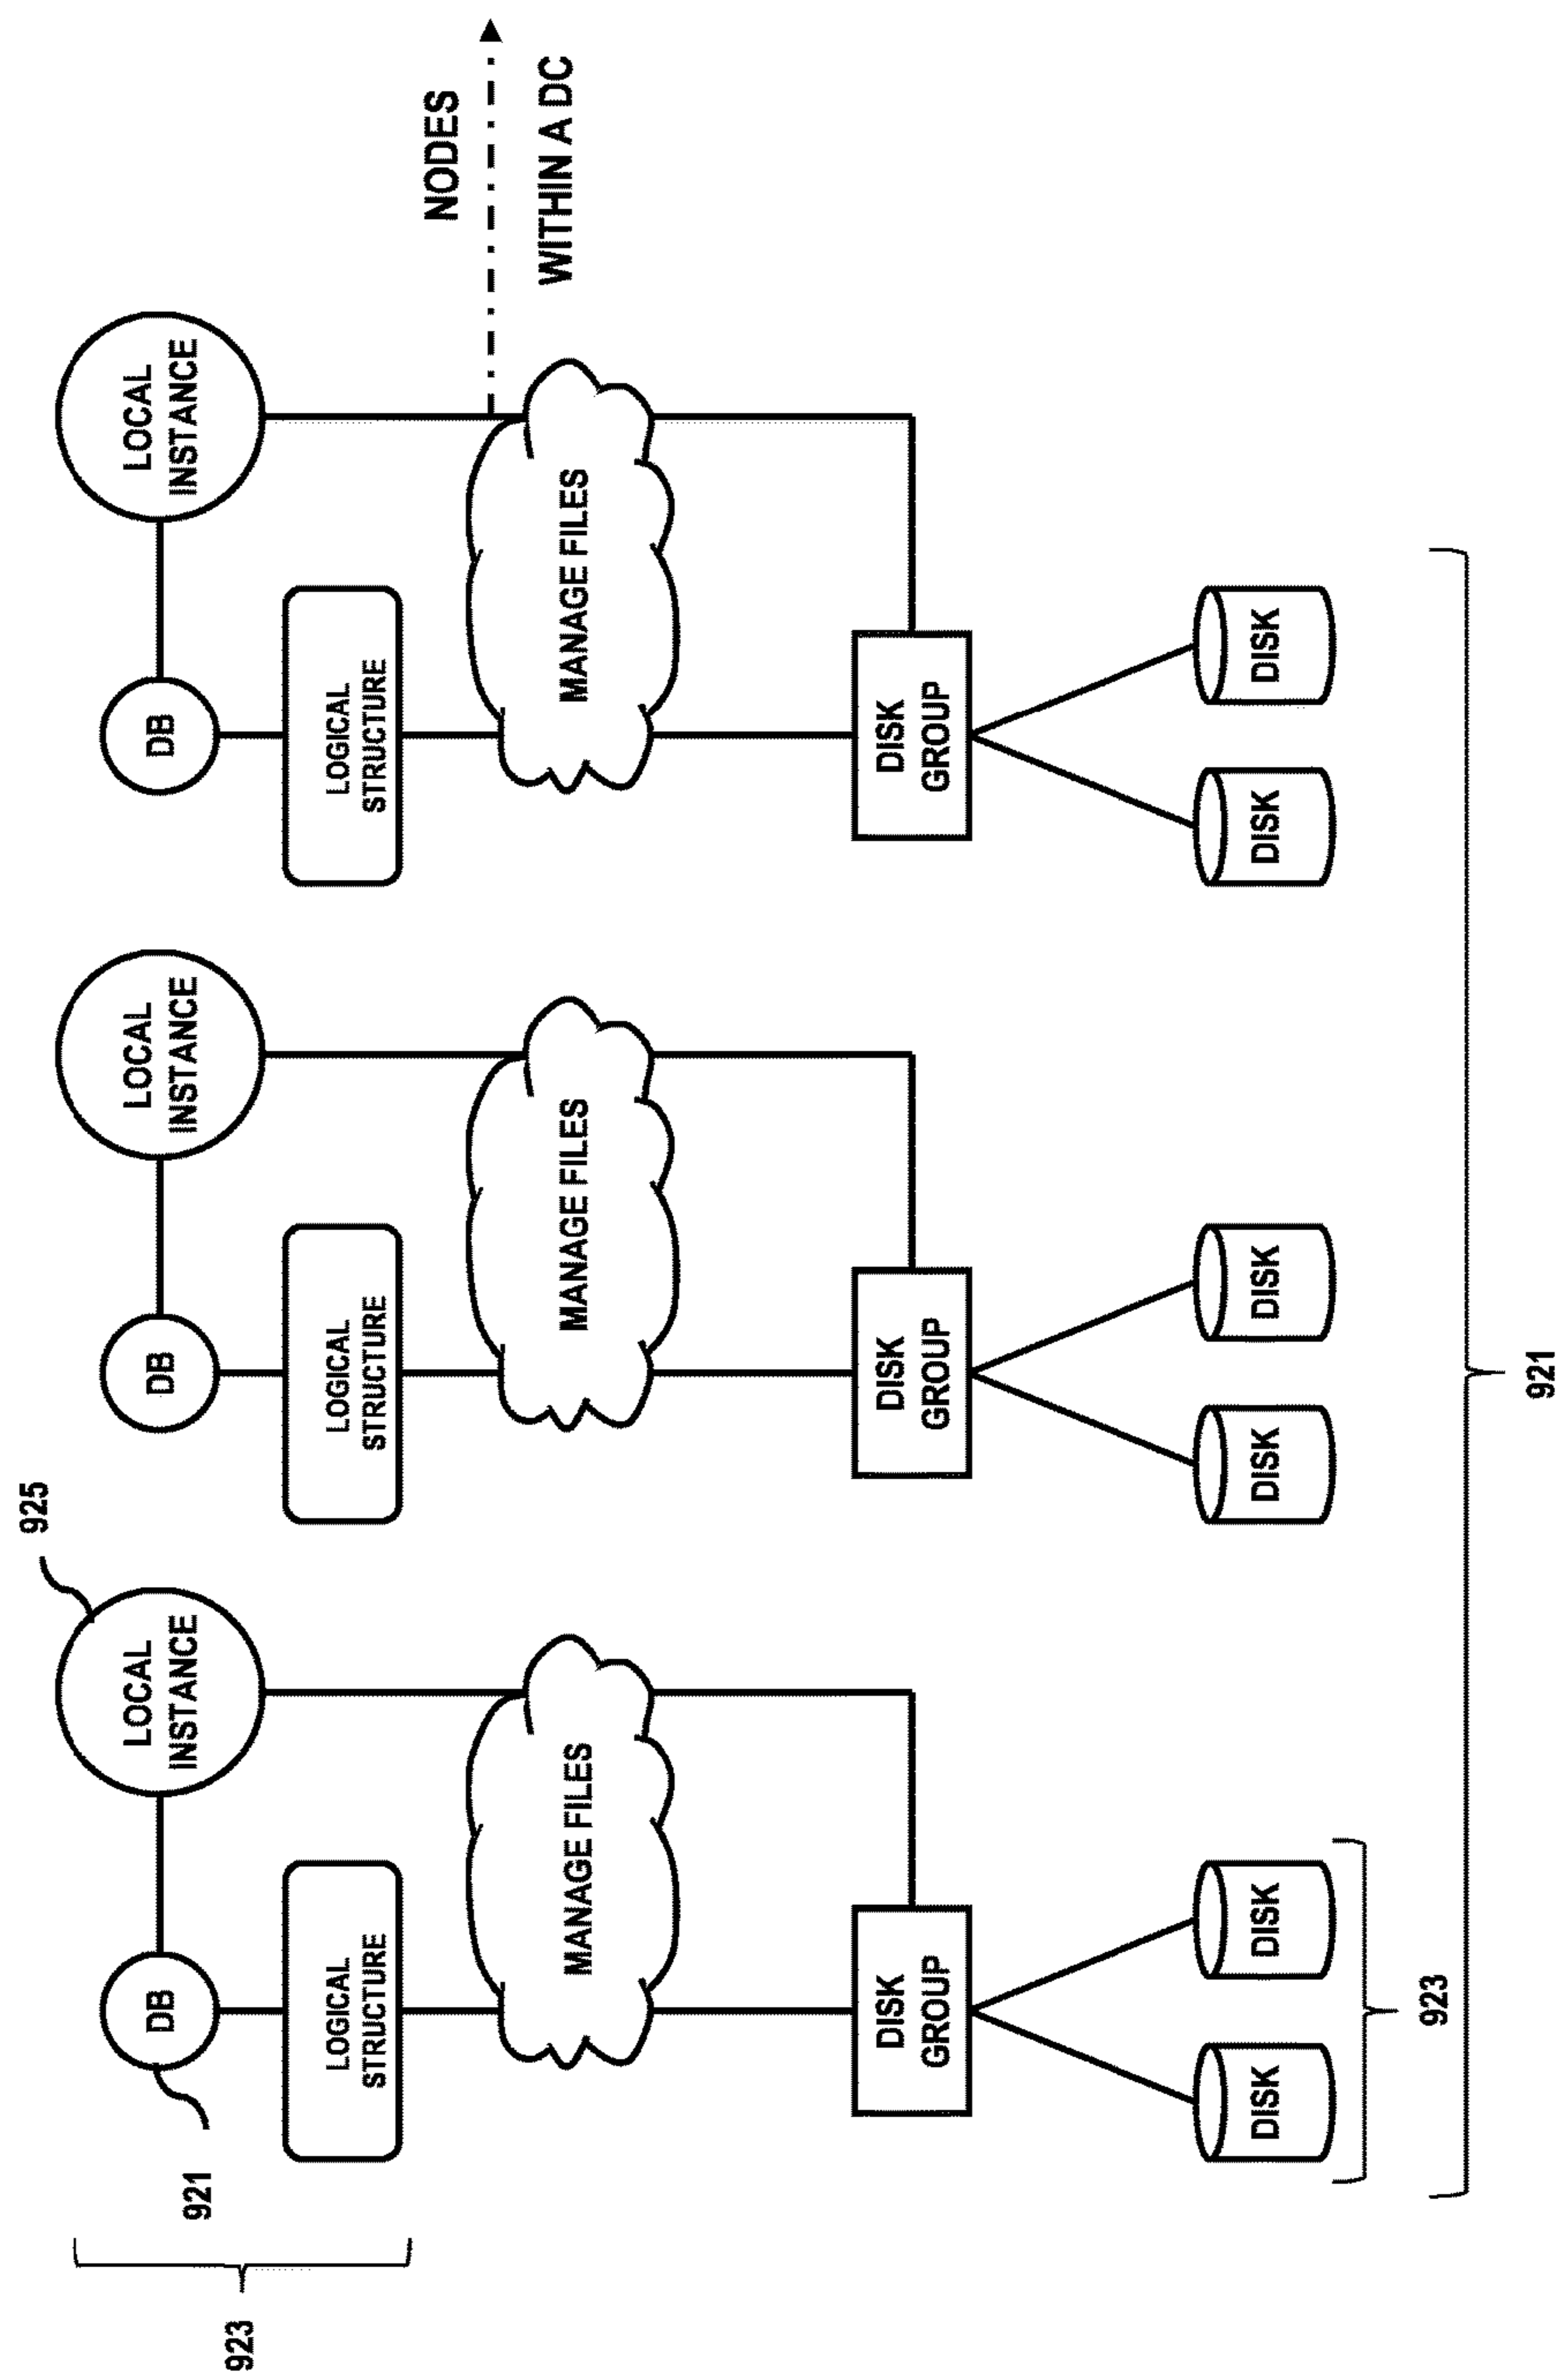 925
DB
LOCAL
INSTANCE
DB
LOCAL
INSTANCE
DB
LOCAL
INSTANCE
921
923
LOGICAL
STRUCTURE
LOGICAL
STRUCTURE
LOGICAL
STRUCTURE
NODES
WITHIN A DC
MANAGE FILES
MANAGE FILES
MANAGE FILES
DISK
GROUP
DISK
GROUP
DISK
GROUP
DISK
DISK
DISK
DISK
DISK
DISK
923
921